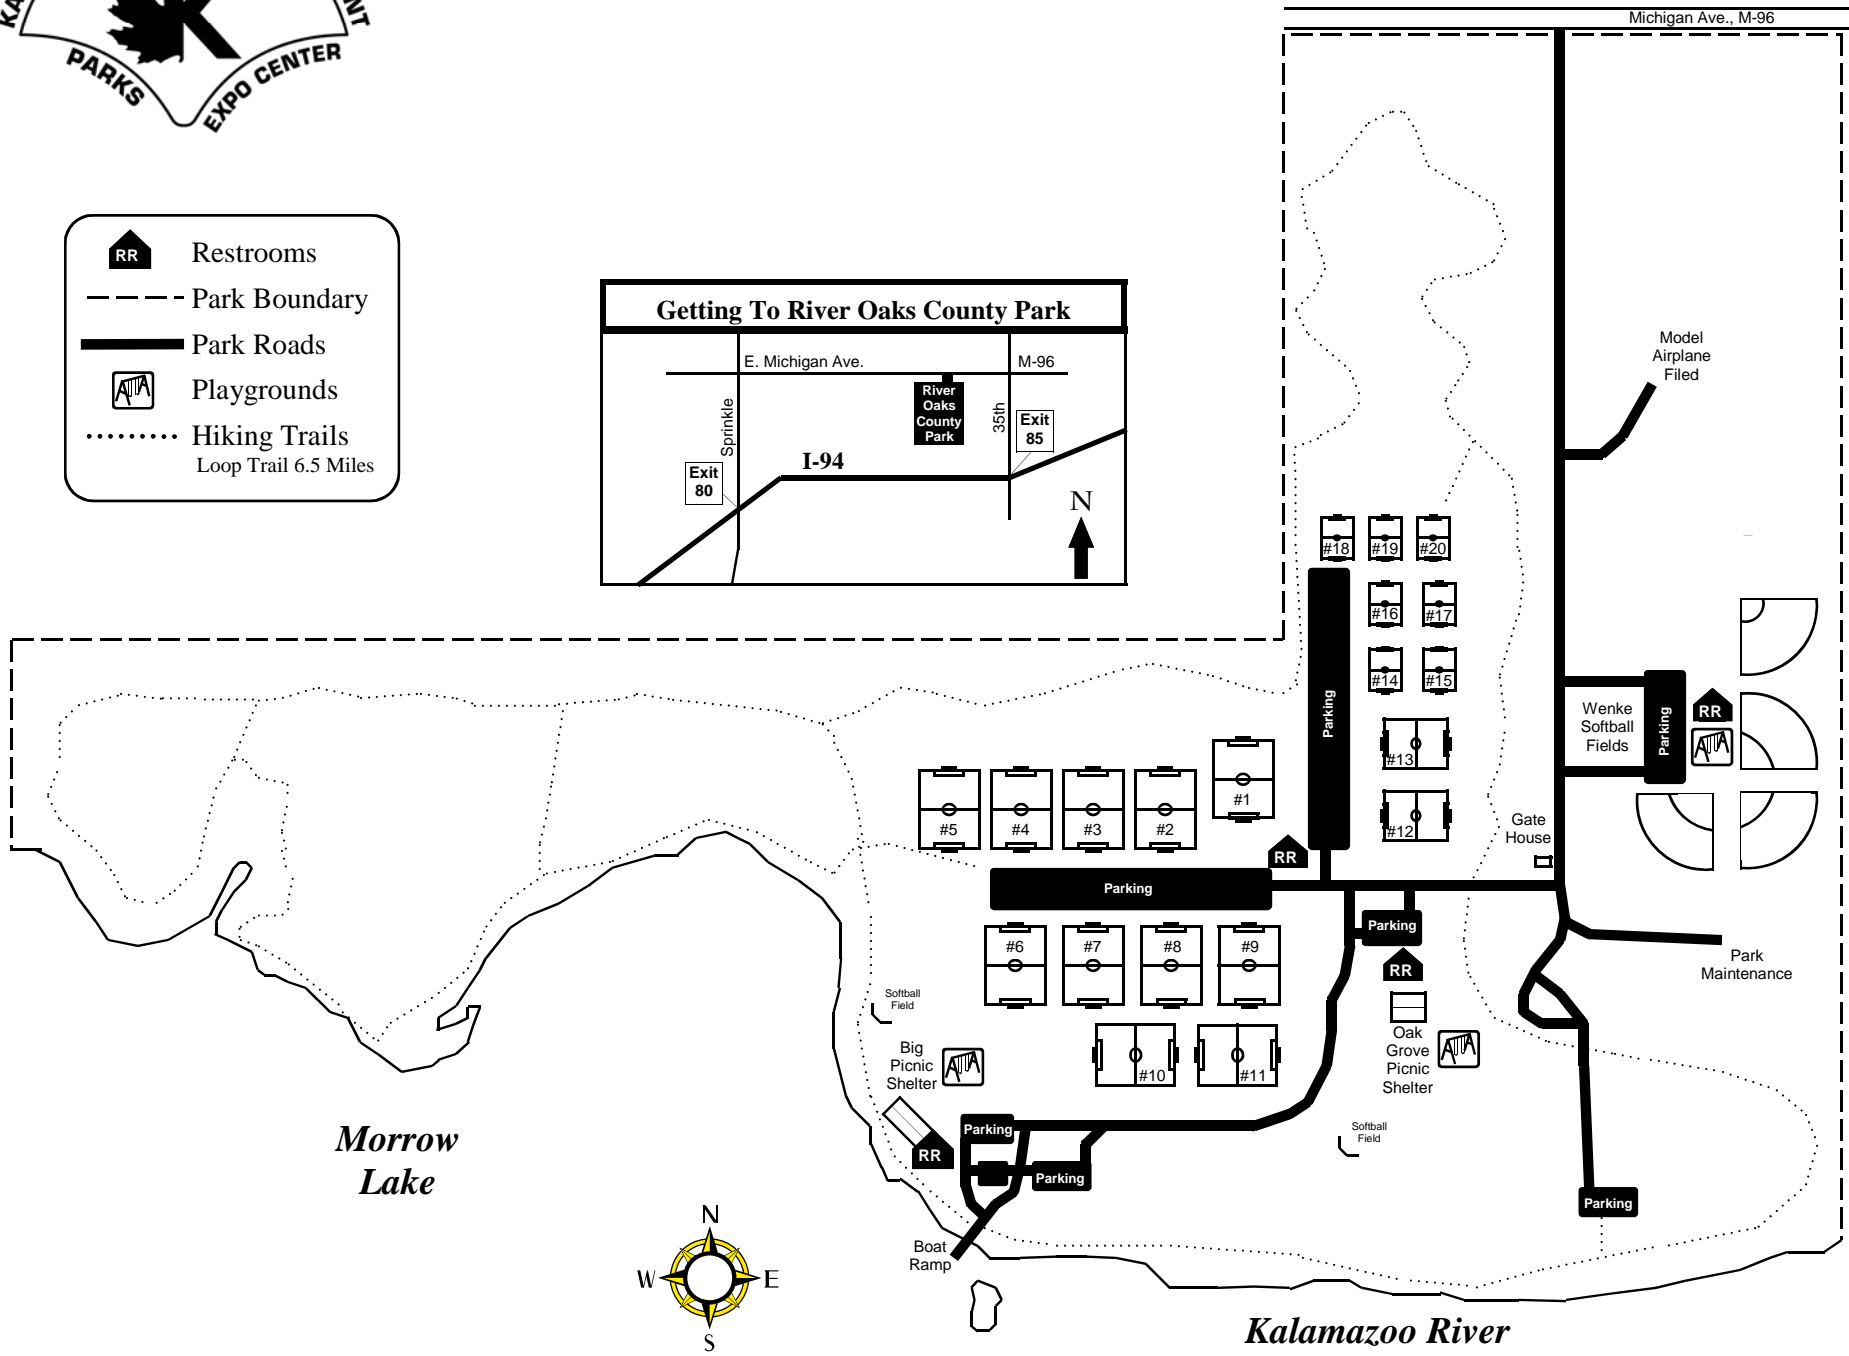 PARKS
EXPO CENTER
Michigan Ave., M-96
RR Restrooms
Park Boundary
Park Roads
Playgrounds
Hiking Trails
Loop Trail 6.5 Miles
Getting To River Oaks County Park
E. Michigan Ave.
M-96
Sprinkle
River
Oaks
County
Park
35th
Exit
85
I-94
Exit
80
N
Model
Airplane
Filed
#18
#19
#20
#16
#17
#14
#15
Parking
#13
#12
Wenke
Softball
Fields
Parking
RR
#5
#4
#3
#2
#1
Gate
House
RR
Parking
Parking
RR
#6
#7
#8
#9
Park
Maintenance
Softball
Field
#10
#11
Big
Picnic
Shelter
Oak
Grove
Picnic
Shelter
Parking
RR
Parking
Softball
Field
Parking
Boat
Ramp
Morrow
Lake
N
W
E
S
Kalamazoo River